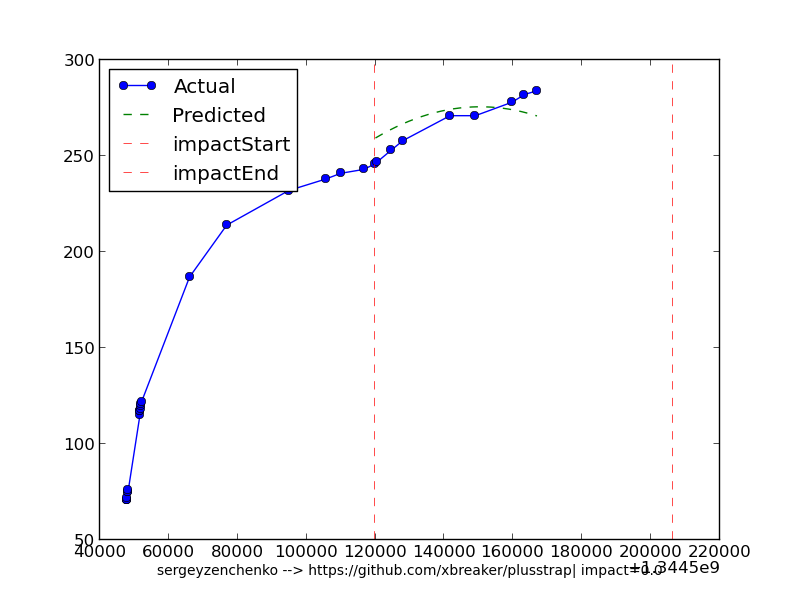 300
250
200
150
100
50
Actual
Predicted
impactStart
impactEnd
40000 60000 80000 100000 120000 140000 160000 180000 200000 220000
+1.3445e9
sergeyzenchenko --> https://github.com/xbreaker/plusstrap| impact=0.0